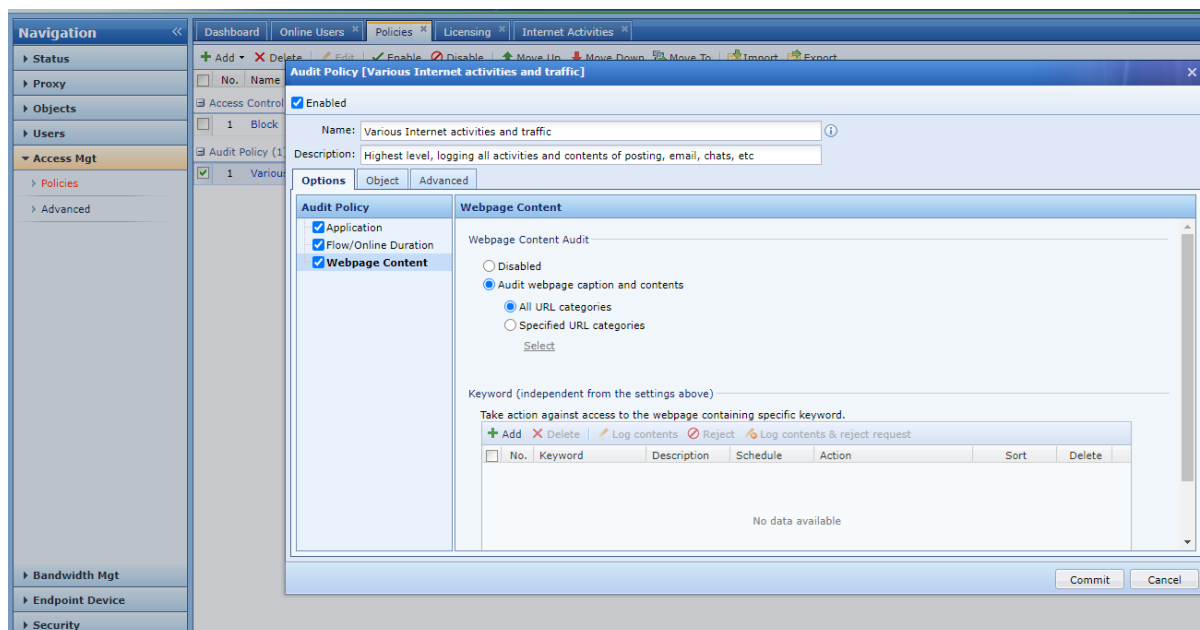 Navigation
Status
Proxy
Objects
Users
Access Mgt
Policies
Advanced
Bandwidth Mgt
Endpoint Device
Security
Dashboard Online Users Policies Licensing Internet Activities
Add Delete Edit Enable Disable Move Up Move Down Move To Import Export
No. Name
Access Control
1 Block
Audit Policy (1)
1 Various
Audit Policy [Various Internet activities and traffic]
Enabled
Name: Various Internet activities and traffic
Description: Highest level, logging all activities and contents of posting, email, chats, etc
Options Object Advanced
Audit Policy
Application
Flow/Online Duration
Webpage Content
Webpage Content
Webpage Content Audit
Disabled
Audit webpage caption and contents
All URL categories
Specified URL categories
Select
Keyword (independent from the settings above)
Take action against access to the webpage containing specific keyword.
Add Delete Log contents Reject Log contents & reject request
No. Keyword Description Schedule Action Sort Delete
No data available
Commit Cancel